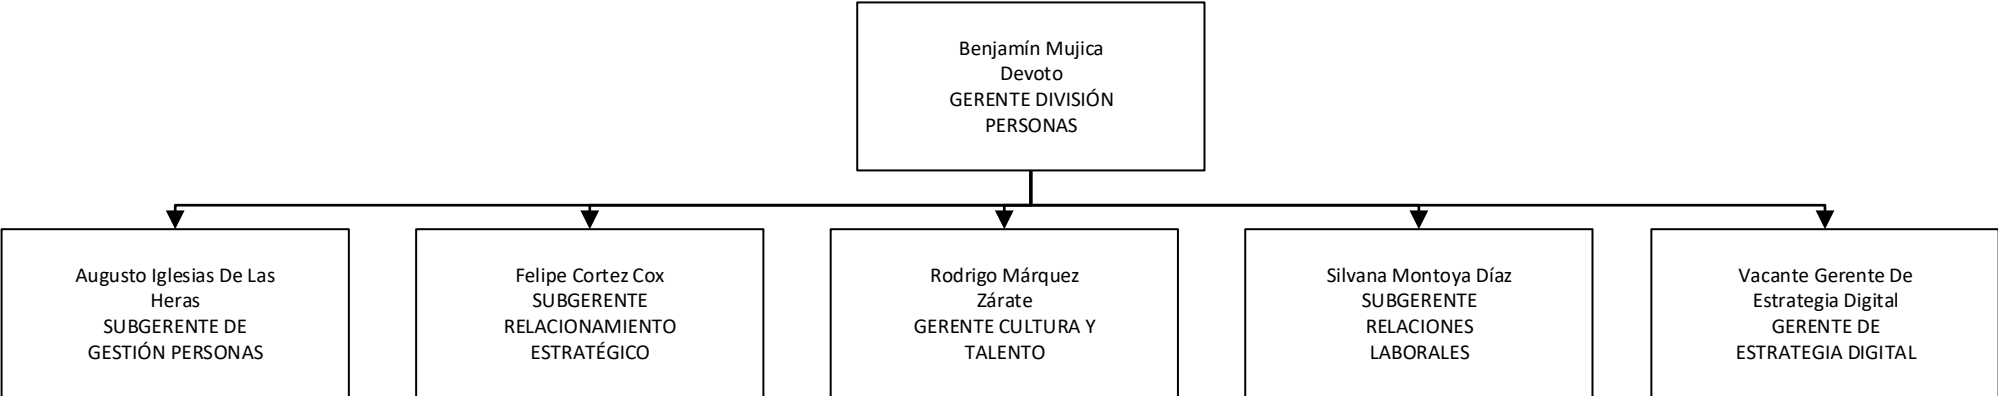 Benjamín Mujica
Devoto
GERENTE DIVISIÓN
PERSONAS
Augusto Iglesias De Las
Heras
SUBGERENTE DE
GESTIÓN PERSONAS
Felipe Cortez Cox
SUBGERENTE
RELACIONAMIENTO
ESTRATÉGICO
Rodrigo Márquez
Zárate
GERENTE CULTURA Y
TALENTO
Silvana Montoya Díaz
SUBGERENTE
RELACIONES
LABORALES
Vacante Gerente De
Estrategia Digital
GERENTE DE
ESTRATEGIA DIGITAL